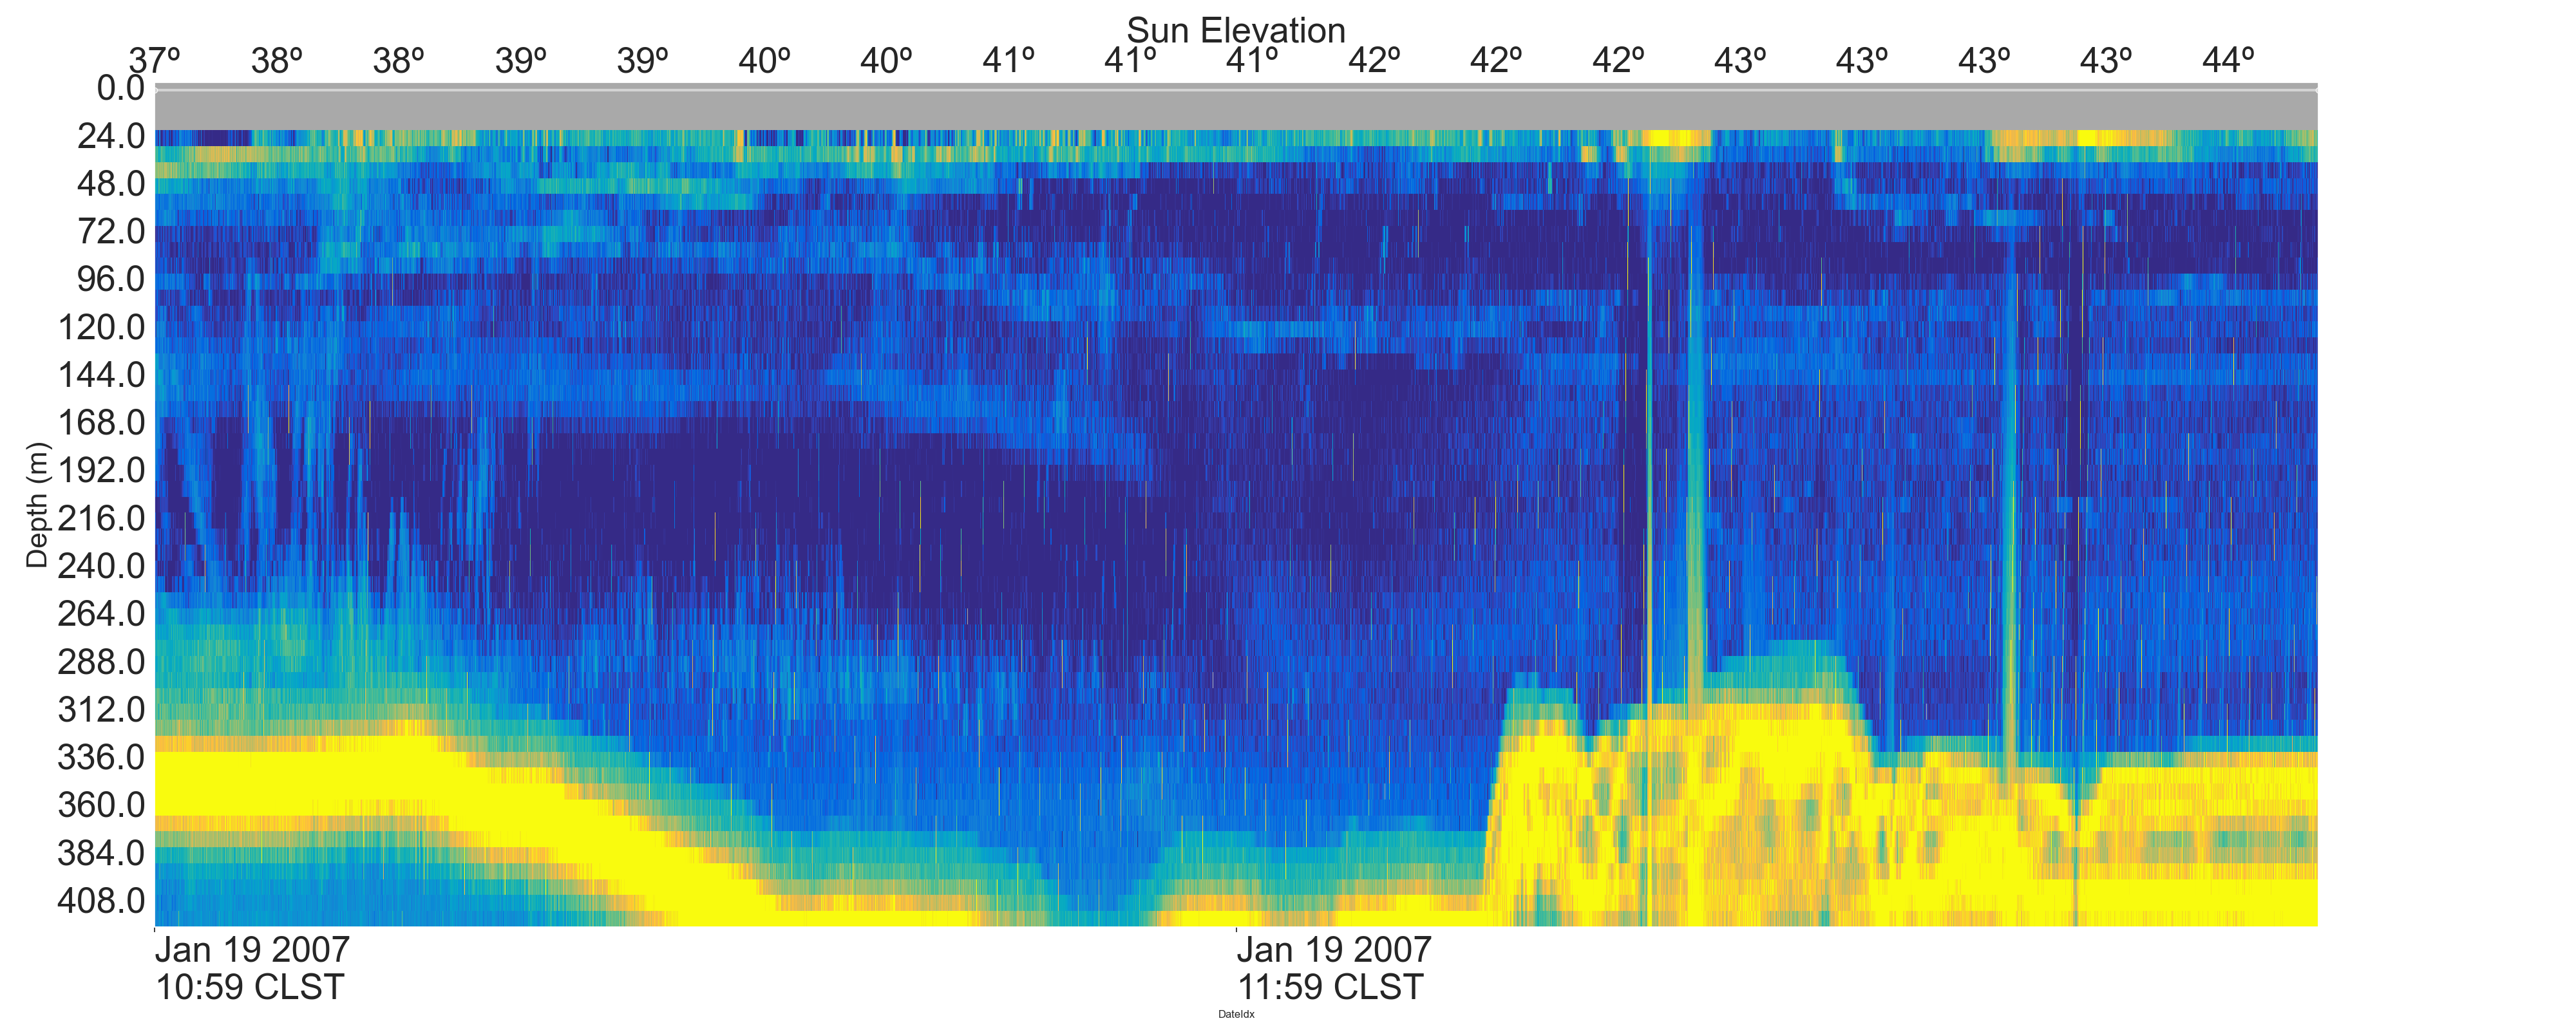 Sun Elevation
37º 38º 38º 39º 39º 40º 40º 41º 41º 41º 42º 42º 42º 43º 43º 43º 43º 44º
0.0
24.0
48.0
72.0
96.0
120.0
144.0
168.0
192.0
216.0
240.0
264.0
288.0
312.0
336.0
360.0
384.0
408.0
Depth (m)
Jan 19 2007
10:59 CLST
Jan 19 2007
11:59 CLST
DateIdx